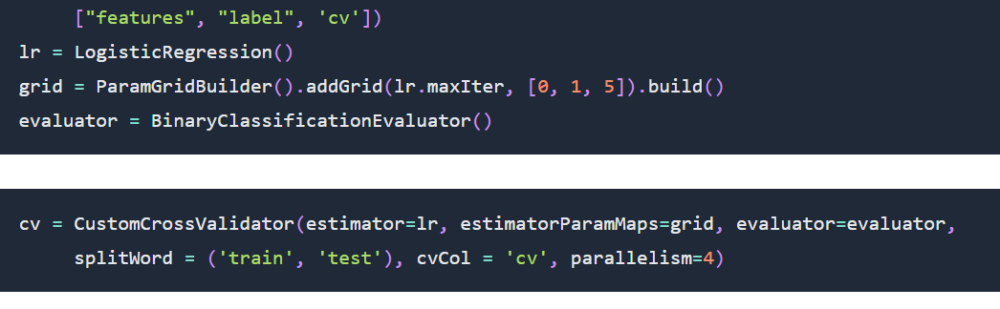 ["features", "label", 'cv'])
lr = LogisticRegression()
grid = ParamGridBuilder().addGrid(lr.maxIter, [0, 1, 5]).build()
evaluator = BinaryClassificationEvaluator()
cv = CustomCrossValidator(estimator=lr, estimatorParamMaps=grid, evaluator=evaluator,
splitWord = ('train', 'test'), cvCol = 'cv', parallelism=4)